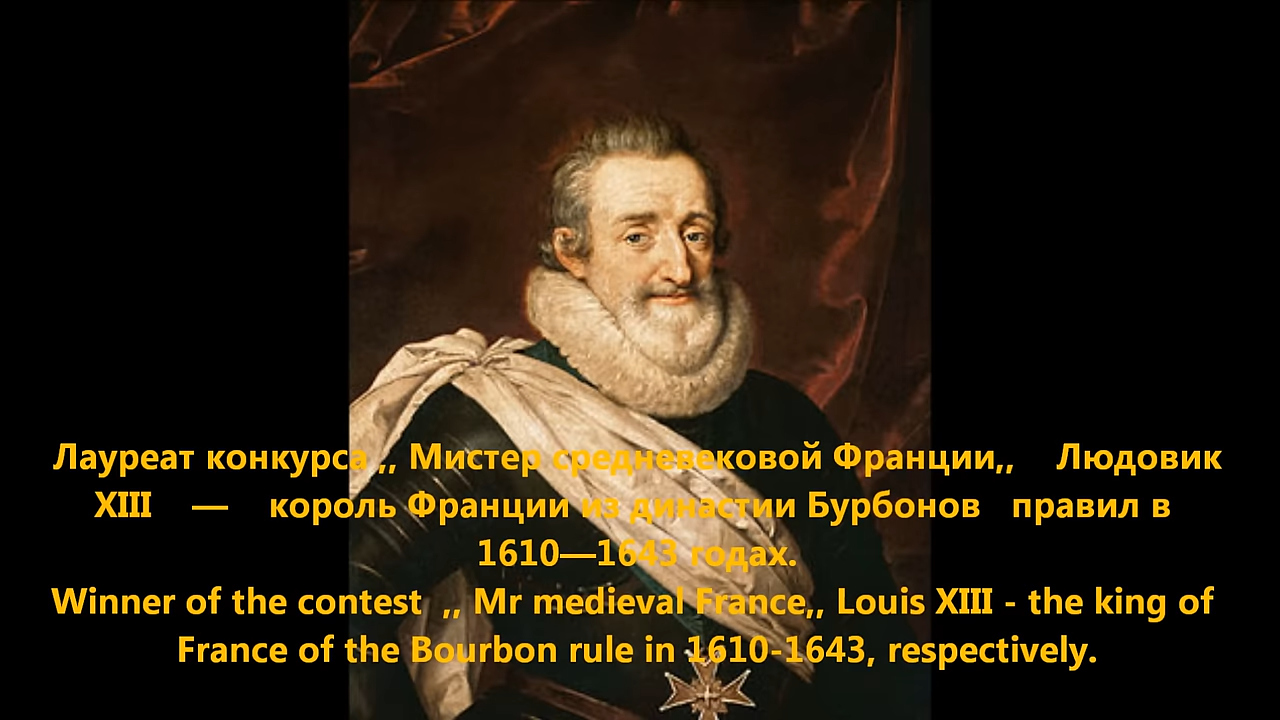 Лауреат конкурса ,, Мистер средневековой Франции,, Людовик
XIII — король Франции из династии Бурбонов правил в
1610—1643 годах.
Winner of the contest ,, Mr medieval France,, Louis XIII - the king of
France of the Bourbon rule in 1610-1643, respectively.